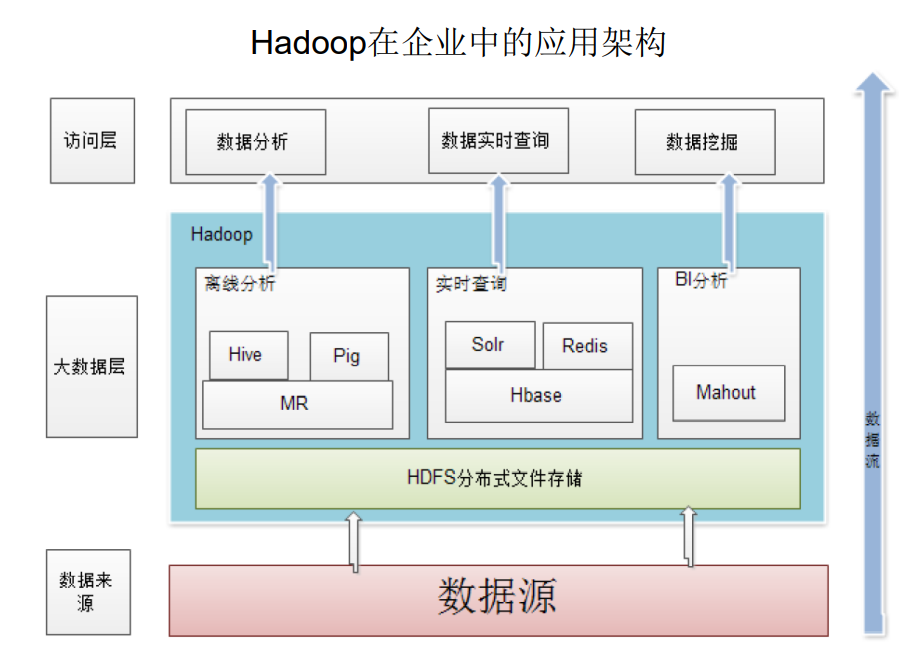 Hadoop在企业中的应用架构
访问层
数据分析
数据实时查询
数据挖掘
Hadoop
离线分析
实时查询
BI分析
大数据层
Hive
Pig
MR
Solr
Redis
Hbase
Mahout
HDFS分布式文件存储
数据来
源
数据源
数
据
流